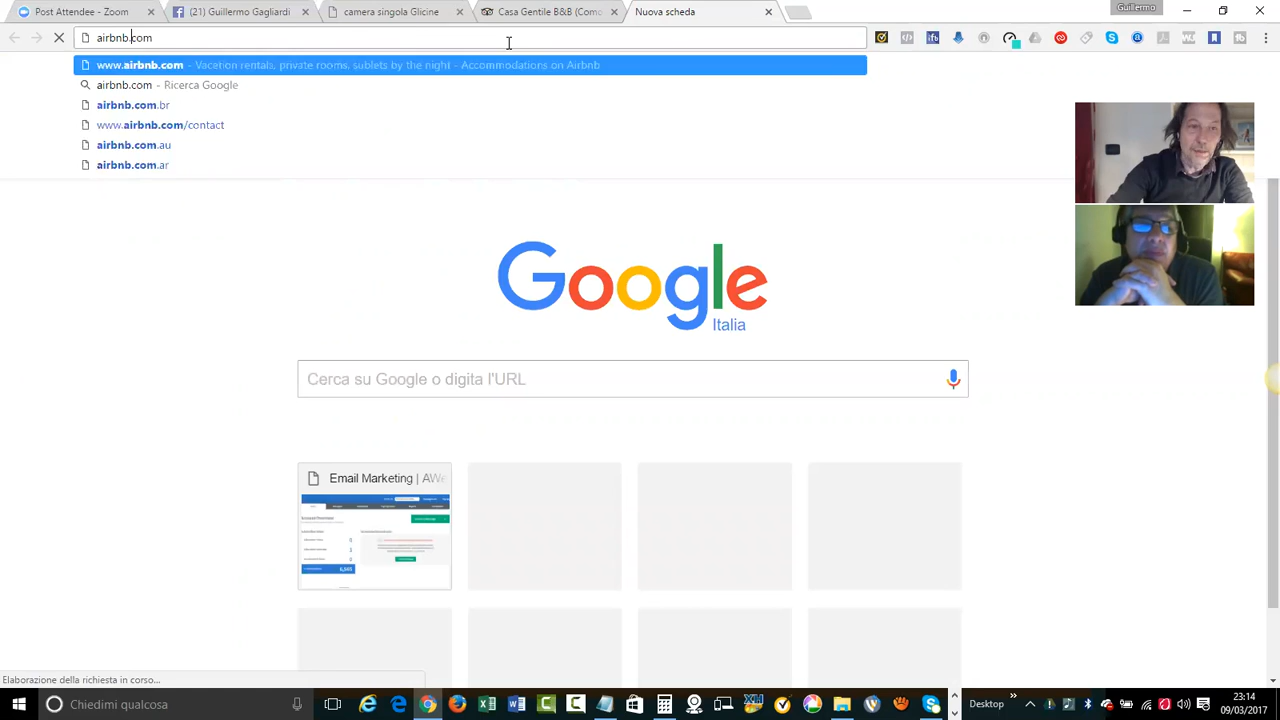 Post Attendee - Zoom
(21) Guillermo Gagliardi
camera singola Glicine
Casa Gentile B&B (Como
Nuova scheda
Guillermo
airbnb.com
www.airbnb.com - Vacation rentals, private rooms, sublets by the night - Accommodations on Airbnb
airbnb.com - Ricerca Google
airbnb.com.br
www.airbnb.com/contact
airbnb.com.au
airbnb.com.ar
Google
Italia
Cerca su Google o digita l'URL
Email Marketing | AWe
Elaborazione della richiesta in corso...
Chiedimi qualcosa
Desktop
23:14
09/03/2017